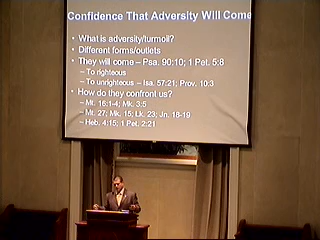 Confidence That Adversity Will Come
• What is adversity/turmoil?
• Different forms/outlets
• They will come – Psa. 90:10; 1 Pet. 5:8
– To righteous
– To unrighteous – Isa. 57:21; Prov. 10:3
• How do they confront us?
– Mt. 16:1-4; Mk. 3:5
– Mt. 27; Mk. 15; Lk. 23; Jn. 18-19
– Heb. 4:15; 1 Pet. 2:21